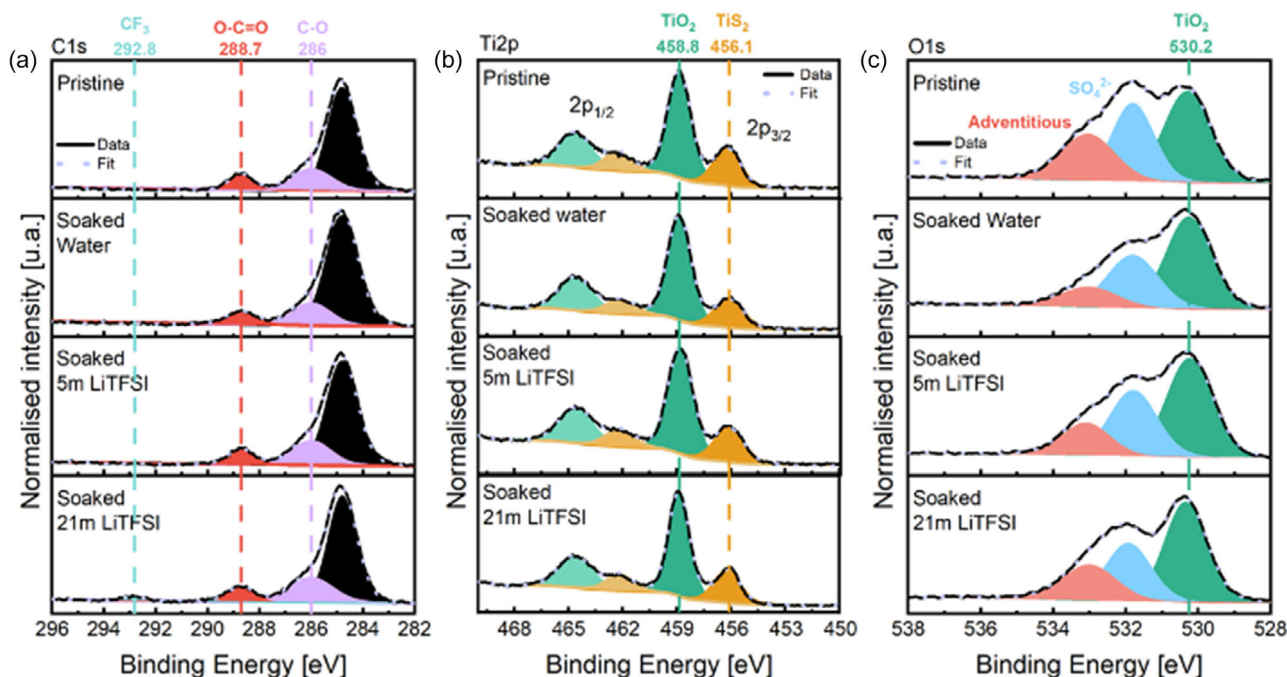 (a)
C1s
CF₃
292.8
O-C=O
288.7
C-O
286
Pristine
Data
Fit
Soaked
Water
Soaked
5m LiTFSI
Soaked
21m LiTFSI
Normalised intensity [u.a.]
296 294 292 290 288 286 284 282
Binding Energy [eV]
(b)
Ti2p
TiO₂
458.8
TiS₂
456.1
Pristine
Data
Fit
2p₁/₂
2p₃/₂
Soaked water
Soaked
5m LiTFSI
Soaked
21m LiTFSI
Normalised intensity [u.a.]
468 465 462 459 456 453 450
Binding Energy [eV]
(c)
O1s
TiO₂
530.2
Pristine
SO₄²⁻
Adventitious
Data
Fit
Soaked Water
Soaked
5m LiTFSI
Soaked
21m LiTFSI
Normalised intensity [u.a.]
538 536 534 532 530 528
Binding Energy [eV]